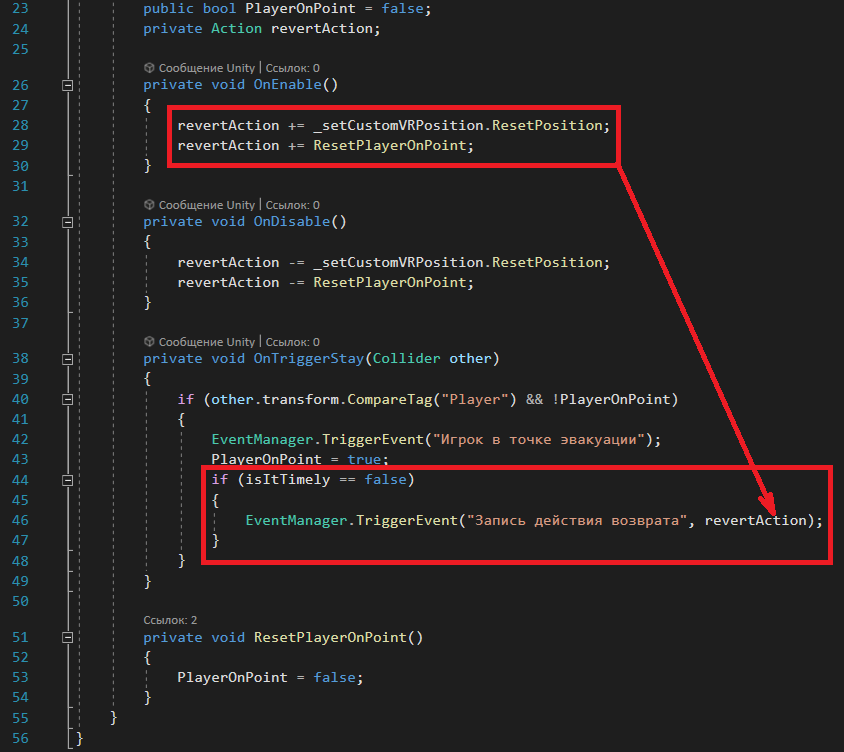 23 public bool PlayerOnPoint = false;
24 private Action revertAction;
25
Сообщение Unity | Ссылок: 0
26 private void OnEnable()
27 {
28 revertAction += _setCustomVRPosition.ResetPosition;
29 revertAction += ResetPlayerOnPoint;
30 }
31
Сообщение Unity | Ссылок: 0
32 private void OnDisable()
33 {
34 revertAction -= _setCustomVRPosition.ResetPosition;
35 revertAction -= ResetPlayerOnPoint;
36 }
37
Сообщение Unity | Ссылок: 0
38 private void OnTriggerStay(Collider other)
39 {
40 if (other.transform.CompareTag("Player") && !PlayerOnPoint)
41 {
42 EventManager.TriggerEvent("Игрок в точке эвакуации");
43 PlayerOnPoint = true;
44 if (isItTimely == false)
45 {
46 EventManager.TriggerEvent("Запись действия возврата", revertAction);
47 }
48 }
49 }
50
Ссылок: 2
51 private void ResetPlayerOnPoint()
52 {
53 PlayerOnPoint = false;
54 }
55 }
56 }